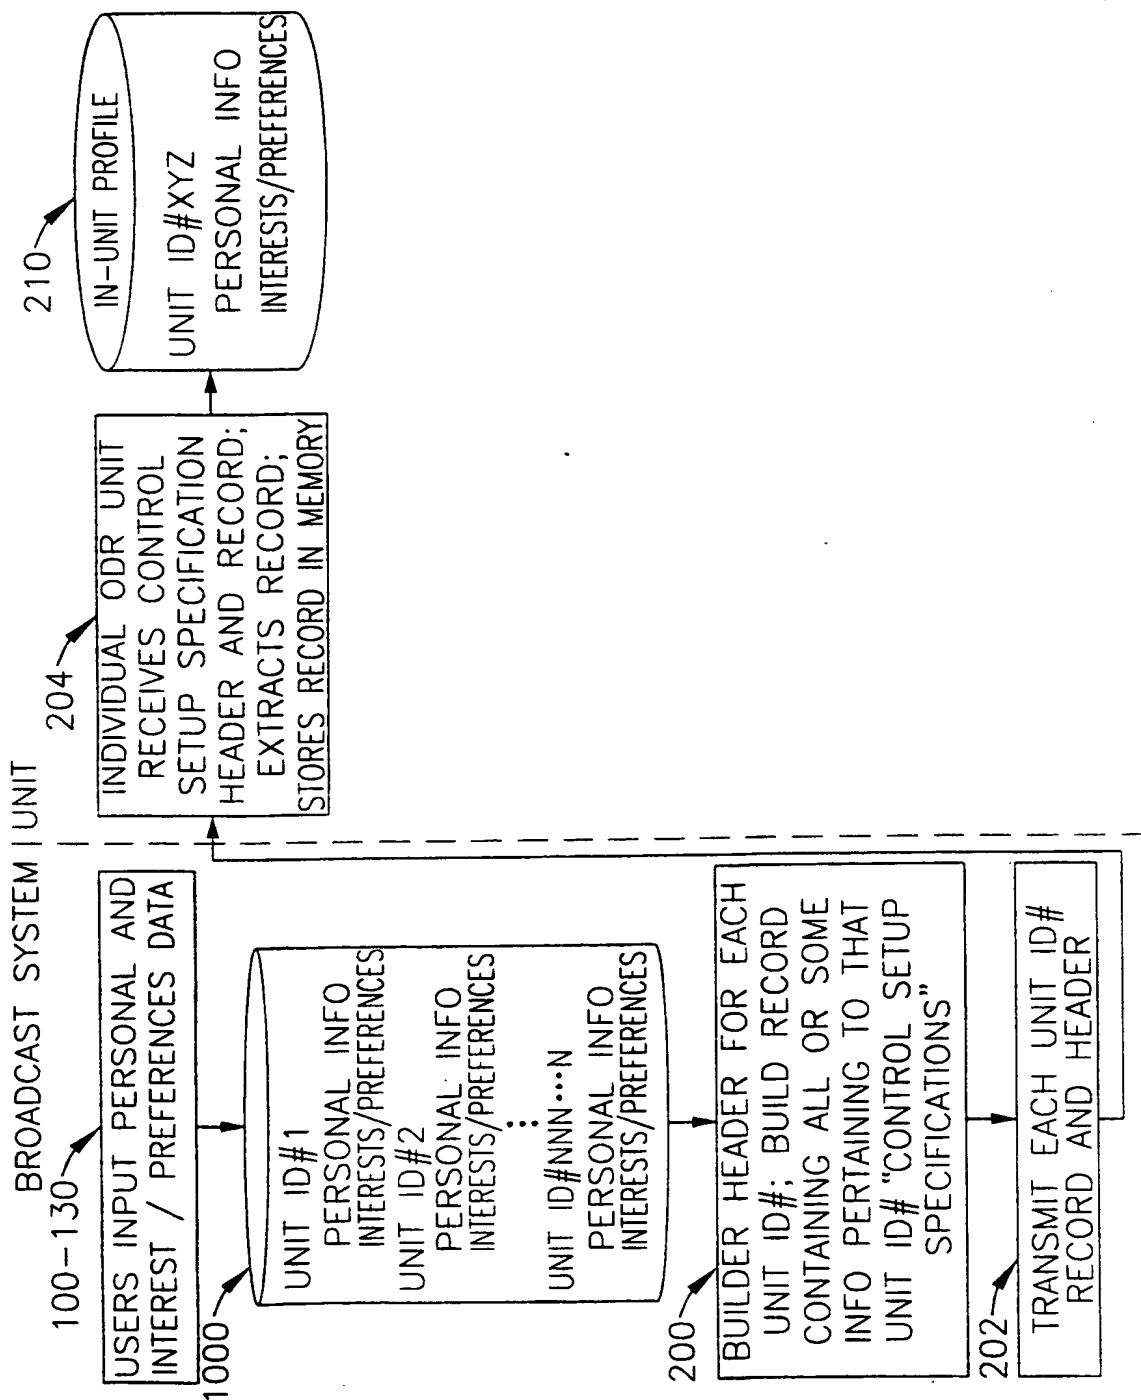 BROADCAST SYSTEM | UNIT
100-130
USERS INPUT PERSONAL AND
INTEREST / PREFERENCES DATA
1000
UNIT ID#1
PERSONAL INFO
INTERESTS/PREFERENCES
UNIT ID#2
PERSONAL INFO
INTERESTS/PREFERENCES
⋮
UNIT ID#NNN•••N
PERSONAL INFO
INTERESTS/PREFERENCES
200
BUILDER HEADER FOR EACH
UNIT ID#; BUILD RECORD
CONTAINING ALL OR SOME
INFO PERTAINING TO THAT
UNIT ID# "CONTROL SETUP
SPECIFICATIONS"
202
TRANSMIT EACH UNIT ID#
RECORD AND HEADER
204
INDIVIDUAL ODR UNIT
RECEIVES CONTROL
SETUP SPECIFICATION
HEADER AND RECORD;
EXTRACTS RECORD;
STORES RECORD IN MEMORY
210
IN-UNIT PROFILE
UNIT ID#XYZ
PERSONAL INFO
INTERESTS/PREFERENCES